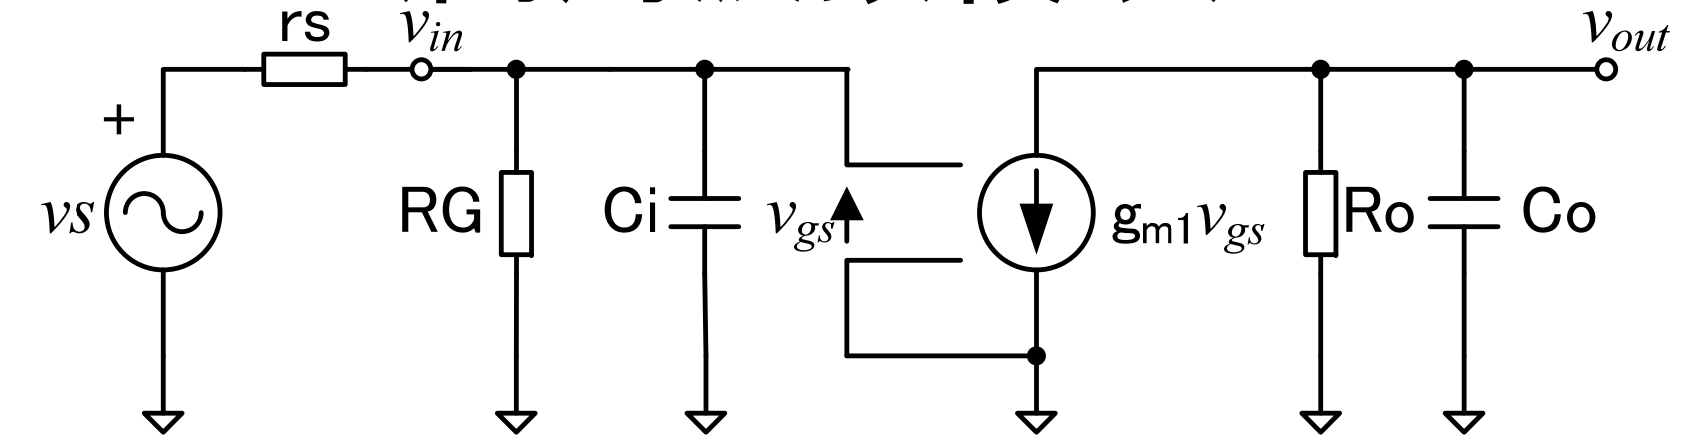 rs
v_in
v_out
+
vs
RG
Ci
v_gs
g_m1 v_gs
Ro
Co